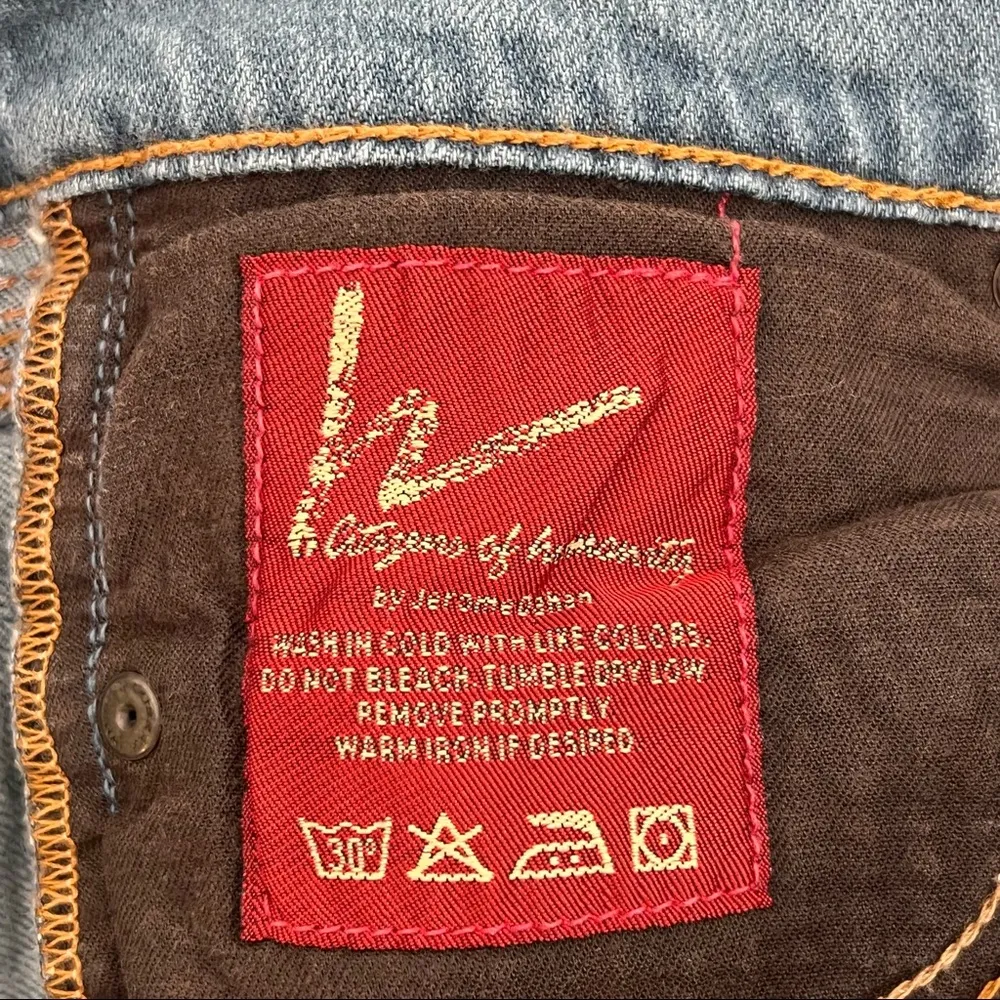 h
Citizens of humanity
by Jerome Dahan
WASH IN COLD WITH LIKE COLORS.
DO NOT BLEACH. TUMBLE DRY LOW
REMOVE PROMPTLY
WARM IRON IF DESIRED
30°